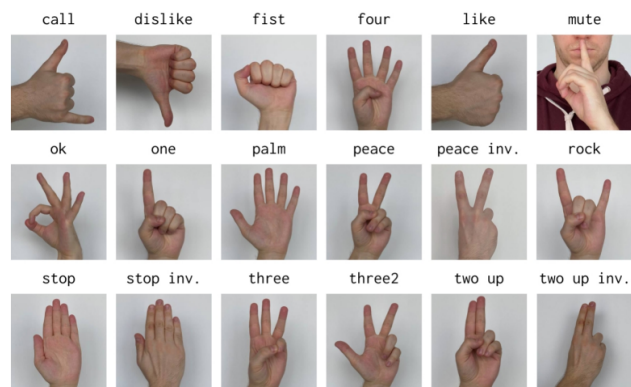 call dislike fist four like mute
ok one palm peace peace inv. rock
stop stop inv. three three2 two up two up inv.